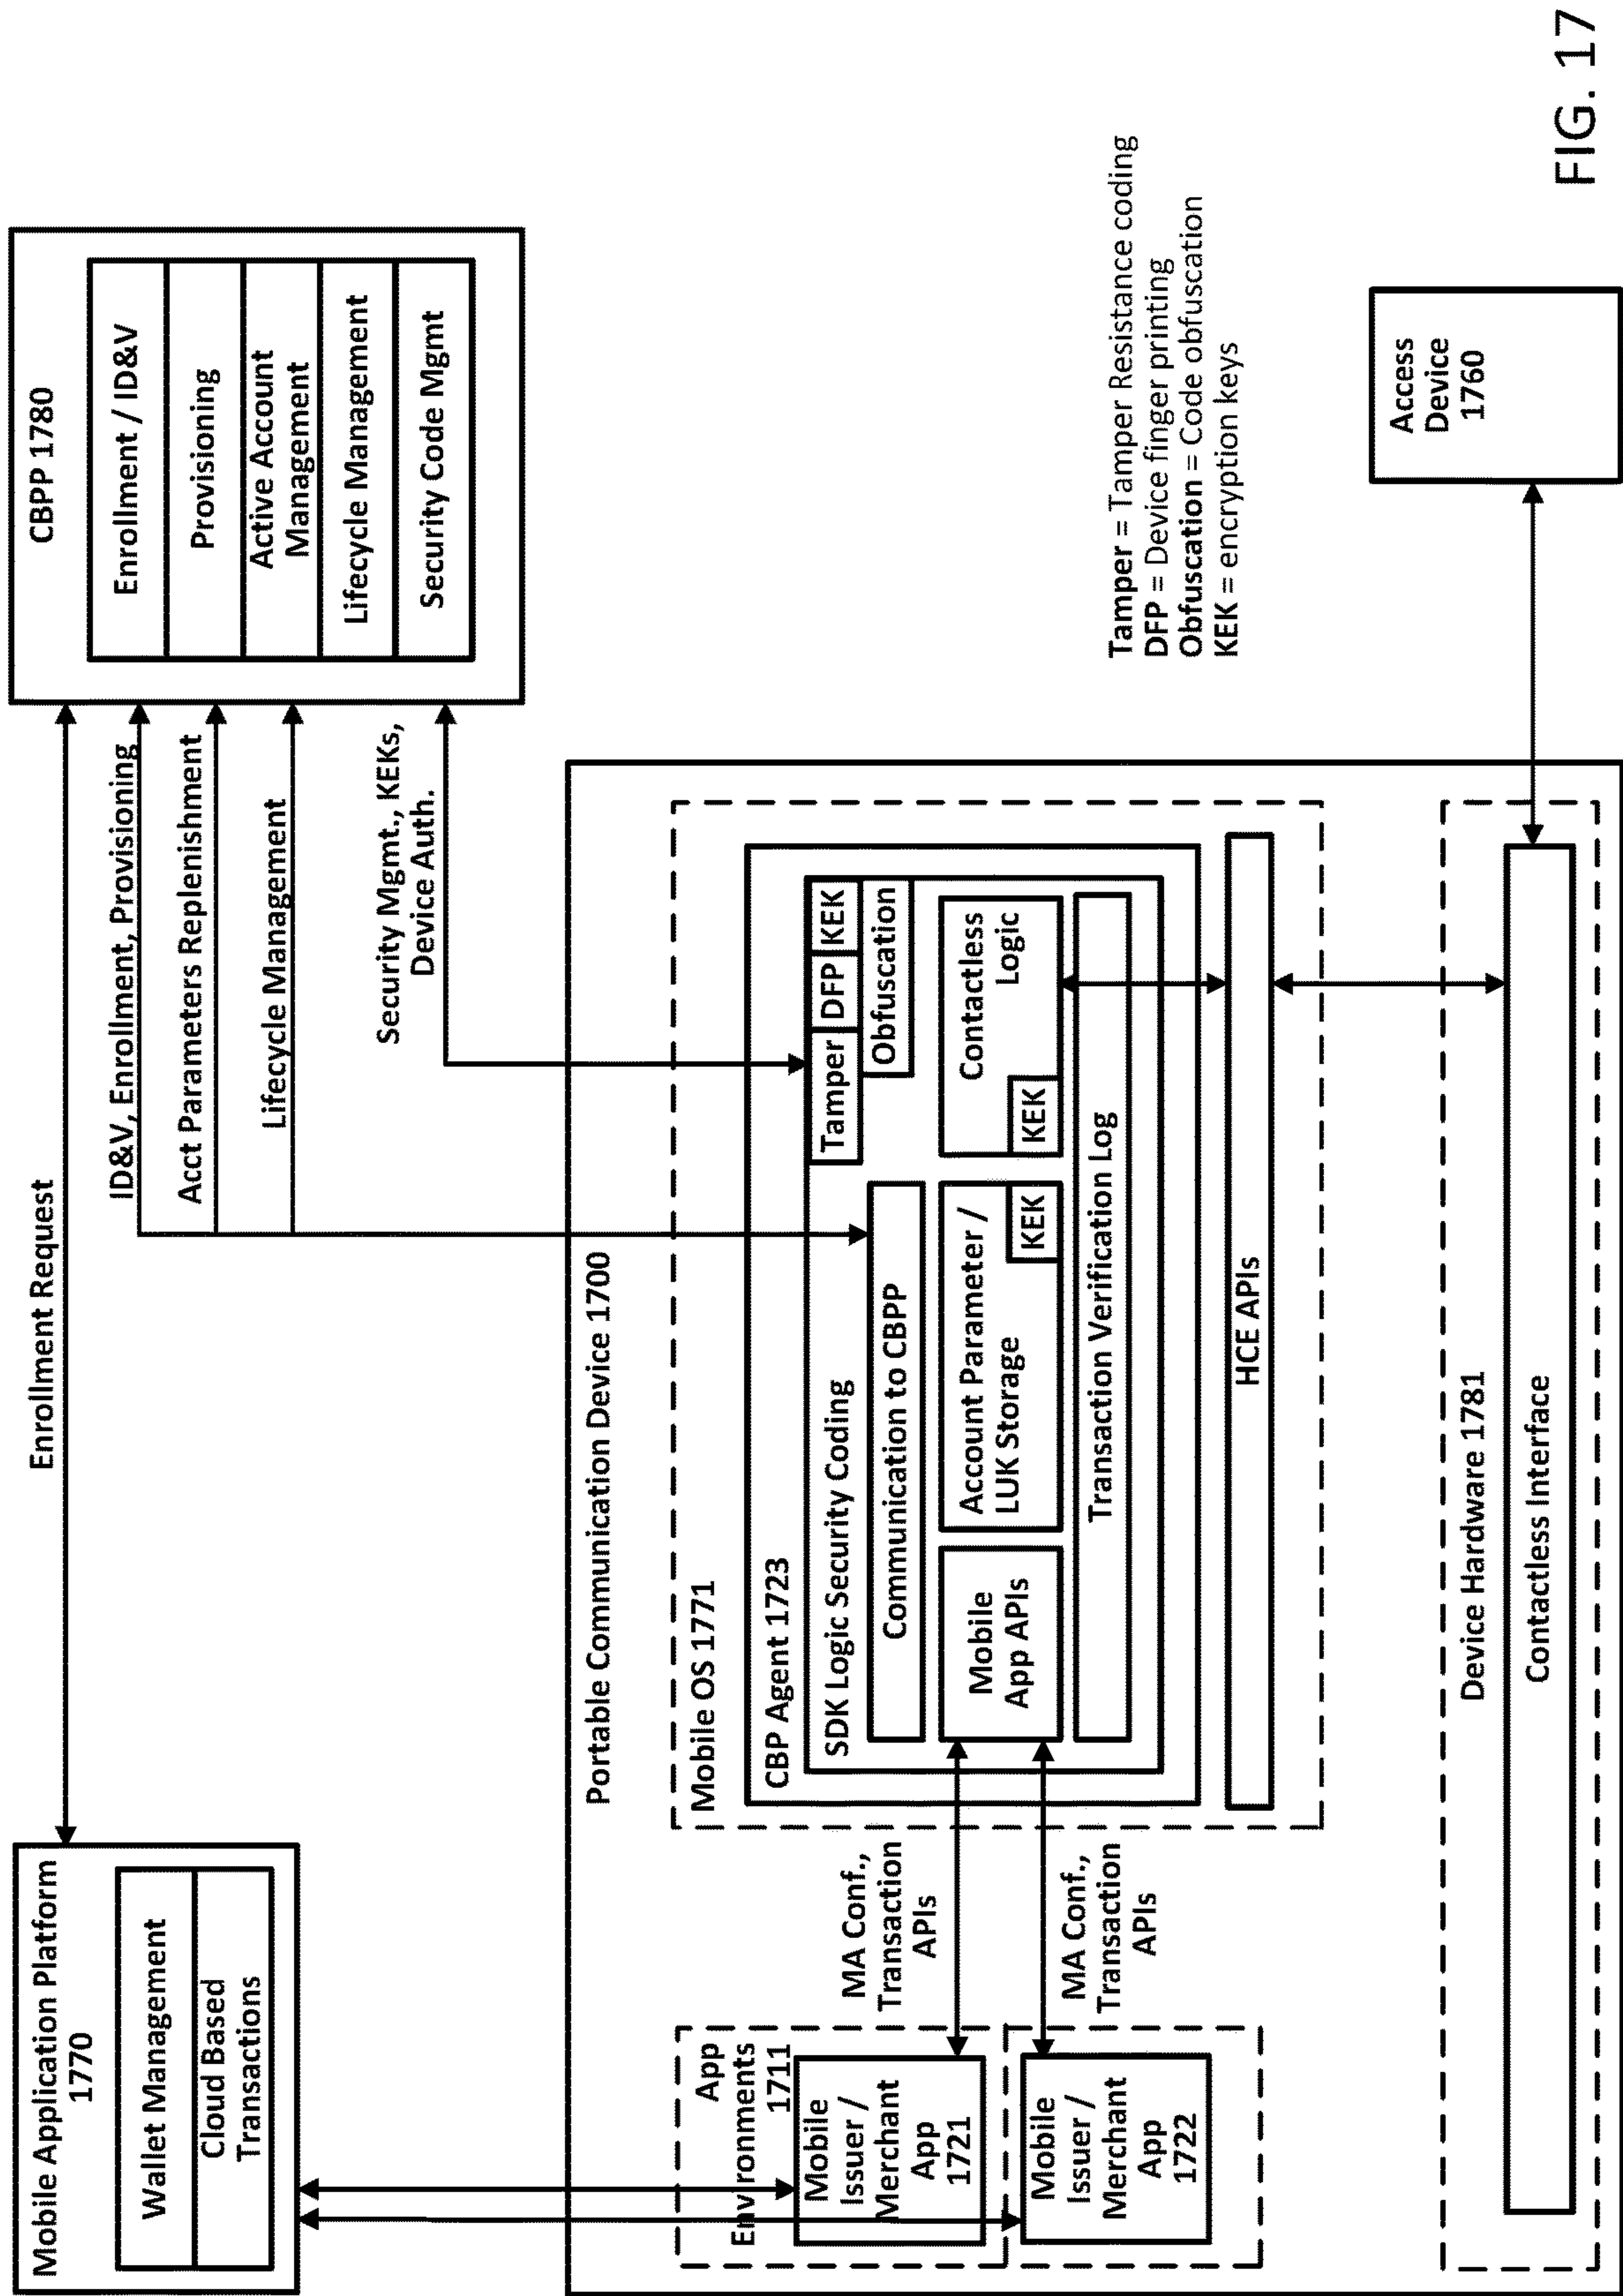 Mobile Application Platform
1770
Wallet Management
Cloud Based
Transactions
Enrollment Request
CBPP 1780
Enrollment / ID&V
Provisioning
Active Account
Management
Lifecycle Management
Security Code Mgmt
ID&V, Enrollment, Provisioning
Acct Parameters Replenishment
Lifecycle Management
Security Mgmt., KEKs,
Device Auth.
Portable Communication Device 1700
App
Environments
1711
Mobile
Issuer /
Merchant
App
1721
Mobile
Issuer /
Merchant
App
1722
MA Conf.,
Transaction
APIs
MA Conf.,
Transaction
APIs
Mobile OS 1771
CBP Agent 1723
SDK Logic Security Coding
Tamper
DFP
KEK
Obfuscation
Communication to CBPP
Mobile
App APIs
Account Parameter /
LUK Storage
KEK
Contactless
Logic
KEK
Transaction Verification Log
HCE APIs
Device Hardware 1781
Contactless Interface
Tamper = Tamper Resistance coding
DFP = Device finger printing
Obfuscation = Code obfuscation
KEK = encryption keys
Access
Device
1760
FIG. 17